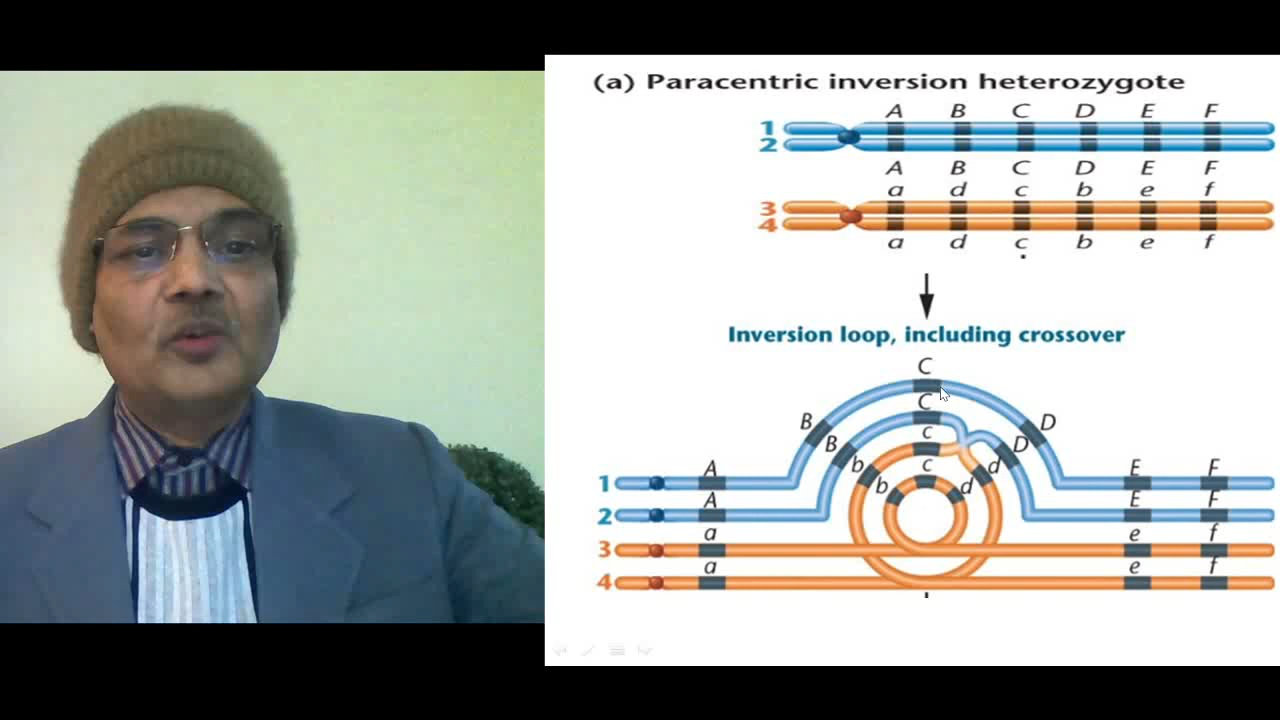 (a) Paracentric inversion heterozygote
A B C D E F
1
2
A B C D E F
a d c b e f
3
4
a d c b e f
Inversion loop, including crossover
C
B C D
B c D
b c d
b d
1 A E F
2 A E F
3 a e f
4 a e f